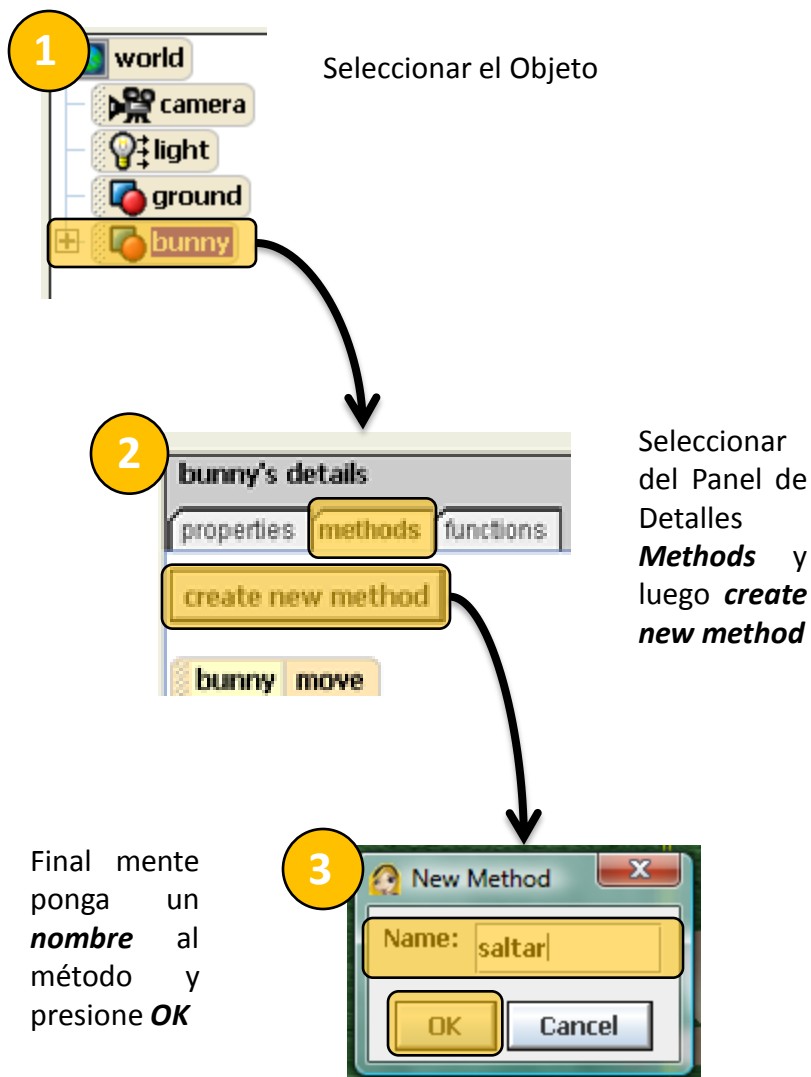 1
world
camera
light
ground
bunny
Seleccionar el Objeto
2
bunny's details
properties methods functions
create new method
bunny move
Seleccionar
del Panel de
Detalles
Methods y
luego create
new method
Final mente
ponga un
nombre al
método y
presione OK
3
New Method
Name: saltar
OK Cancel